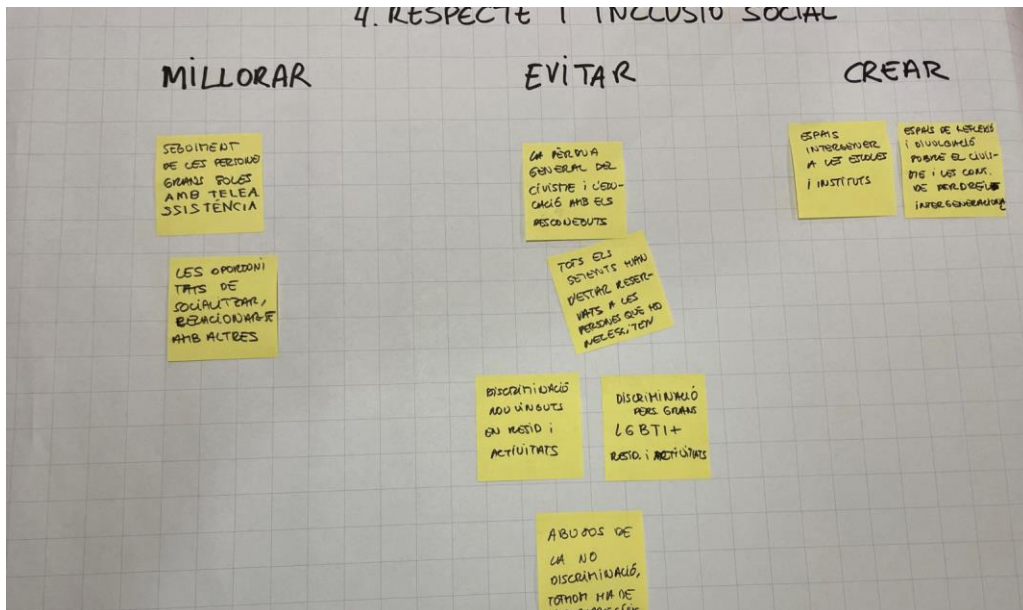 4. RESPECTE I INCLUSIÓ SOCIAL
MILLORAR
SEGUIMENT
DE LES PERSONES
GRANS SOLES
AMB TELEA
SSISTÈNCIA
LES OPORDONI
TATS DE
SOCIALITZAR,
RELACIONARSE
AMB ALTRES
EVITAR
LA PÈRDUA
GENERAL DEL
CIVISME I L'EDU-
CACIÓ AMB ELS
DESCONEGUTS
TOTS ELS
SEIENTS HAN
D'ESTAR RESER-
VATS A LES
PERSONES QUE HO
NECESSITEN
DISCRIMINACIÓ
NOUVINGUTS
EN RESID i
ACTIVITATS
DISCRIMINACIÓ
PERS GRANS
LGBTI+
RESID. i ACTIVITATS
ABUSOS DE
LA NO
DISCRIMINACIÓ,
TOTHOM HA DE
CREAR
ESPAIS
INTERGENER
A LES ESCOLES
I INSTITUTS
ESPAIS DE REFLEXIÓ
i DIVULGACIÓ
SOBRE EL CIVIS-
ME i LES CONS.
DE PERDRE'L
INTERGENERACIONAL